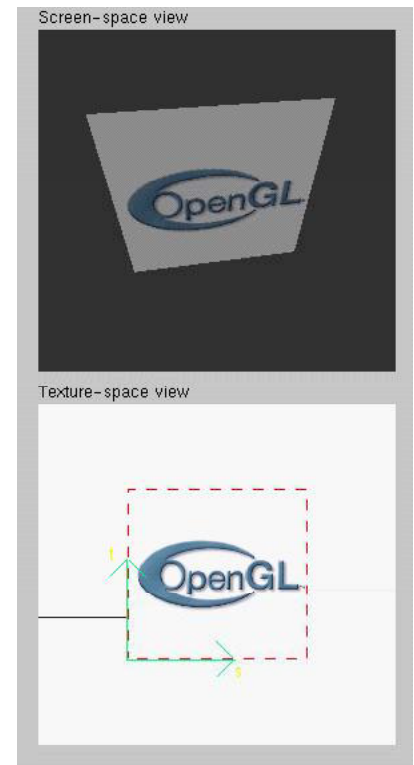 Screen-space view
OpenGL
Texture-space view
t
OpenGL
s